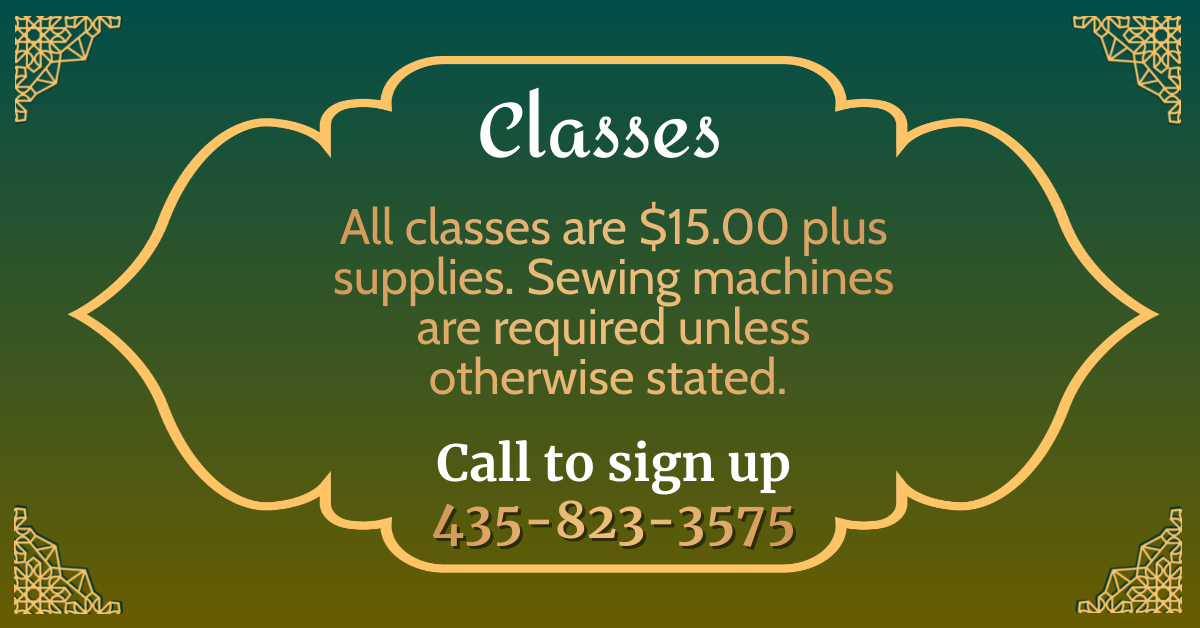 Classes
All classes are $15.00 plus
supplies. Sewing machines
are required unless
otherwise stated.
Call to sign up
435-823-3575